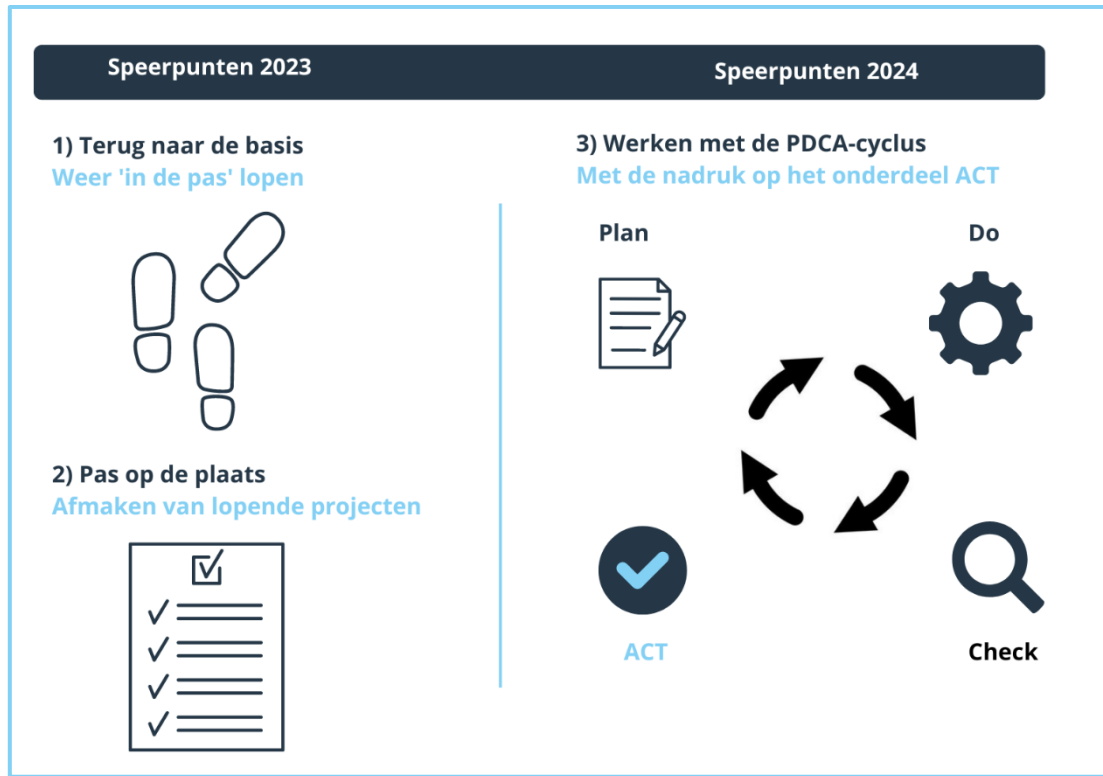 Speerpunten 2023
Speerpunten 2024
1) Terug naar de basis
Weer 'in de pas' lopen
2) Pas op de plaats
Afmaken van lopende projecten
3) Werken met de PDCA-cyclus
Met de nadruk op het onderdeel ACT
Plan
Do
ACT
Check